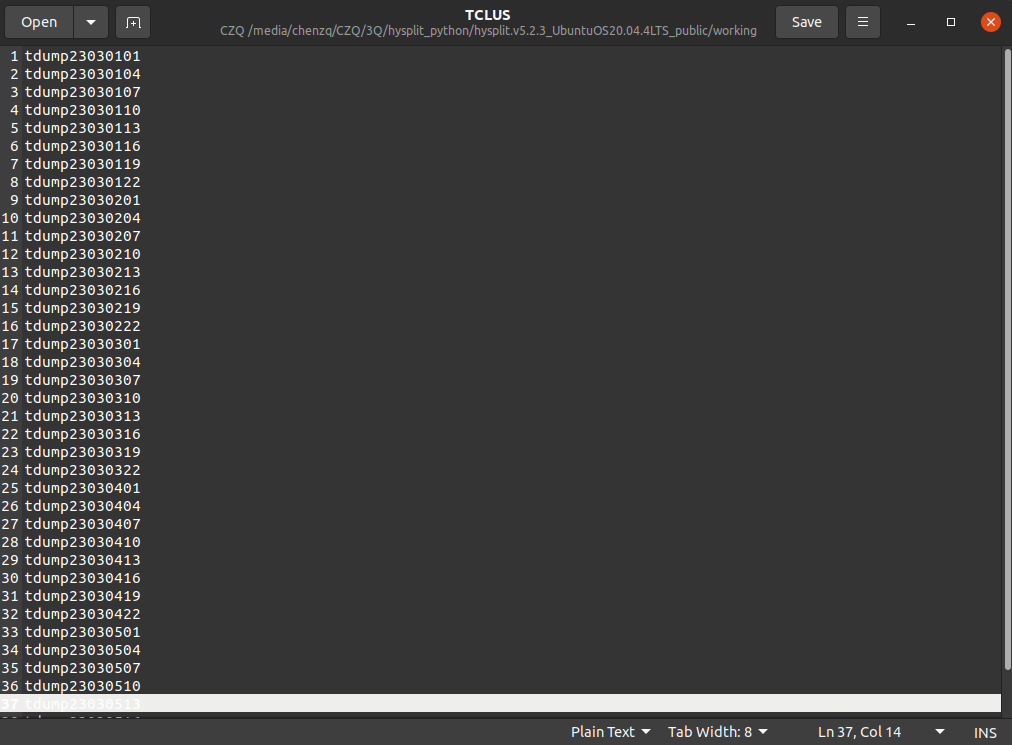 Open
TCLUS
CZQ /media/chenzq/CZQ/3Q/hysplit_python/hysplit.v5.2.3_UbuntuOS20.04.4LTS_public/working
Save
1 tdump23030101
2 tdump23030104
3 tdump23030107
4 tdump23030110
5 tdump23030113
6 tdump23030116
7 tdump23030119
8 tdump23030122
9 tdump23030201
10 tdump23030204
11 tdump23030207
12 tdump23030210
13 tdump23030213
14 tdump23030216
15 tdump23030219
16 tdump23030222
17 tdump23030301
18 tdump23030304
19 tdump23030307
20 tdump23030310
21 tdump23030313
22 tdump23030316
23 tdump23030319
24 tdump23030322
25 tdump23030401
26 tdump23030404
27 tdump23030407
28 tdump23030410
29 tdump23030413
30 tdump23030416
31 tdump23030419
32 tdump23030422
33 tdump23030501
34 tdump23030504
35 tdump23030507
36 tdump23030510
37 tdump23030513
Plain Text
Tab Width: 8
Ln 37, Col 14
INS